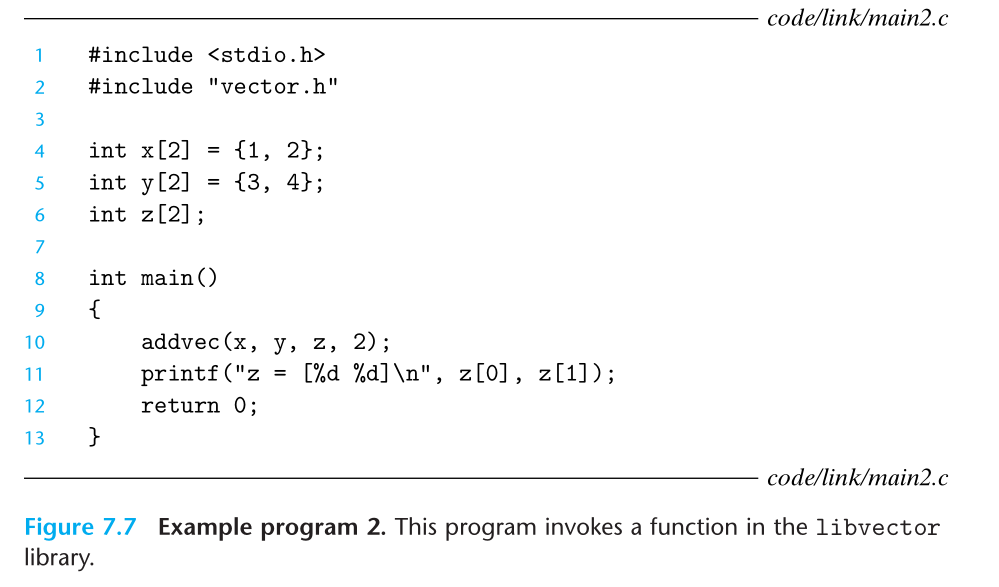 code/link/main2.c
1 #include <stdio.h>
2 #include "vector.h"
3
4 int x[2] = {1, 2};
5 int y[2] = {3, 4};
6 int z[2];
7
8 int main()
9 {
10     addvec(x, y, z, 2);
11     printf("z = [%d %d]\n", z[0], z[1]);
12     return 0;
13 }
code/link/main2.c
Figure 7.7 Example program 2. This program invokes a function in the libvector
library.